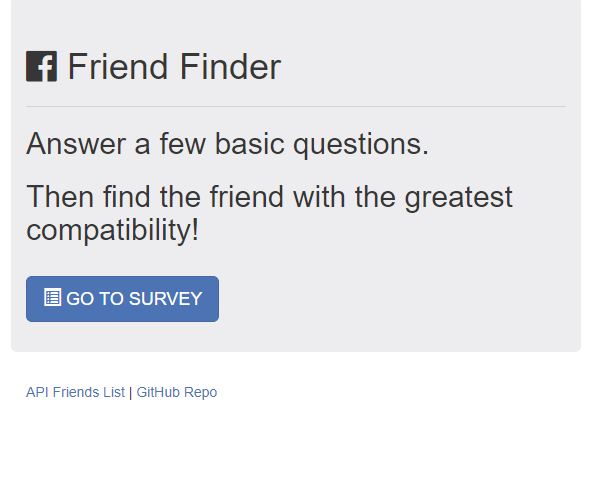 Friend Finder
Answer a few basic questions.
Then find the friend with the greatest
compatibility!
GO TO SURVEY
API Friends List | GitHub Repo